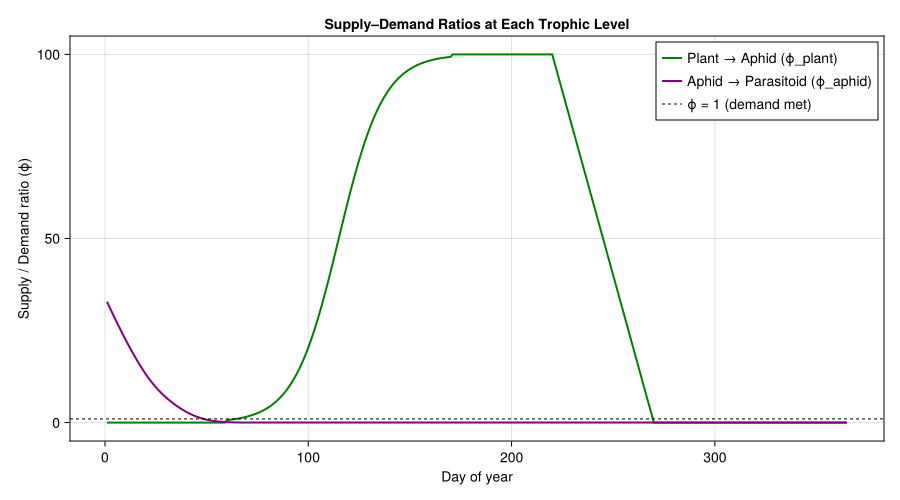 Supply–Demand Ratios at Each Trophic Level
Supply / Demand ratio (ϕ)
100
50
0
Plant → Aphid (ϕ_plant)
Aphid → Parasitoid (ϕ_aphid)
ϕ = 1 (demand met)
0
100
200
300
Day of year